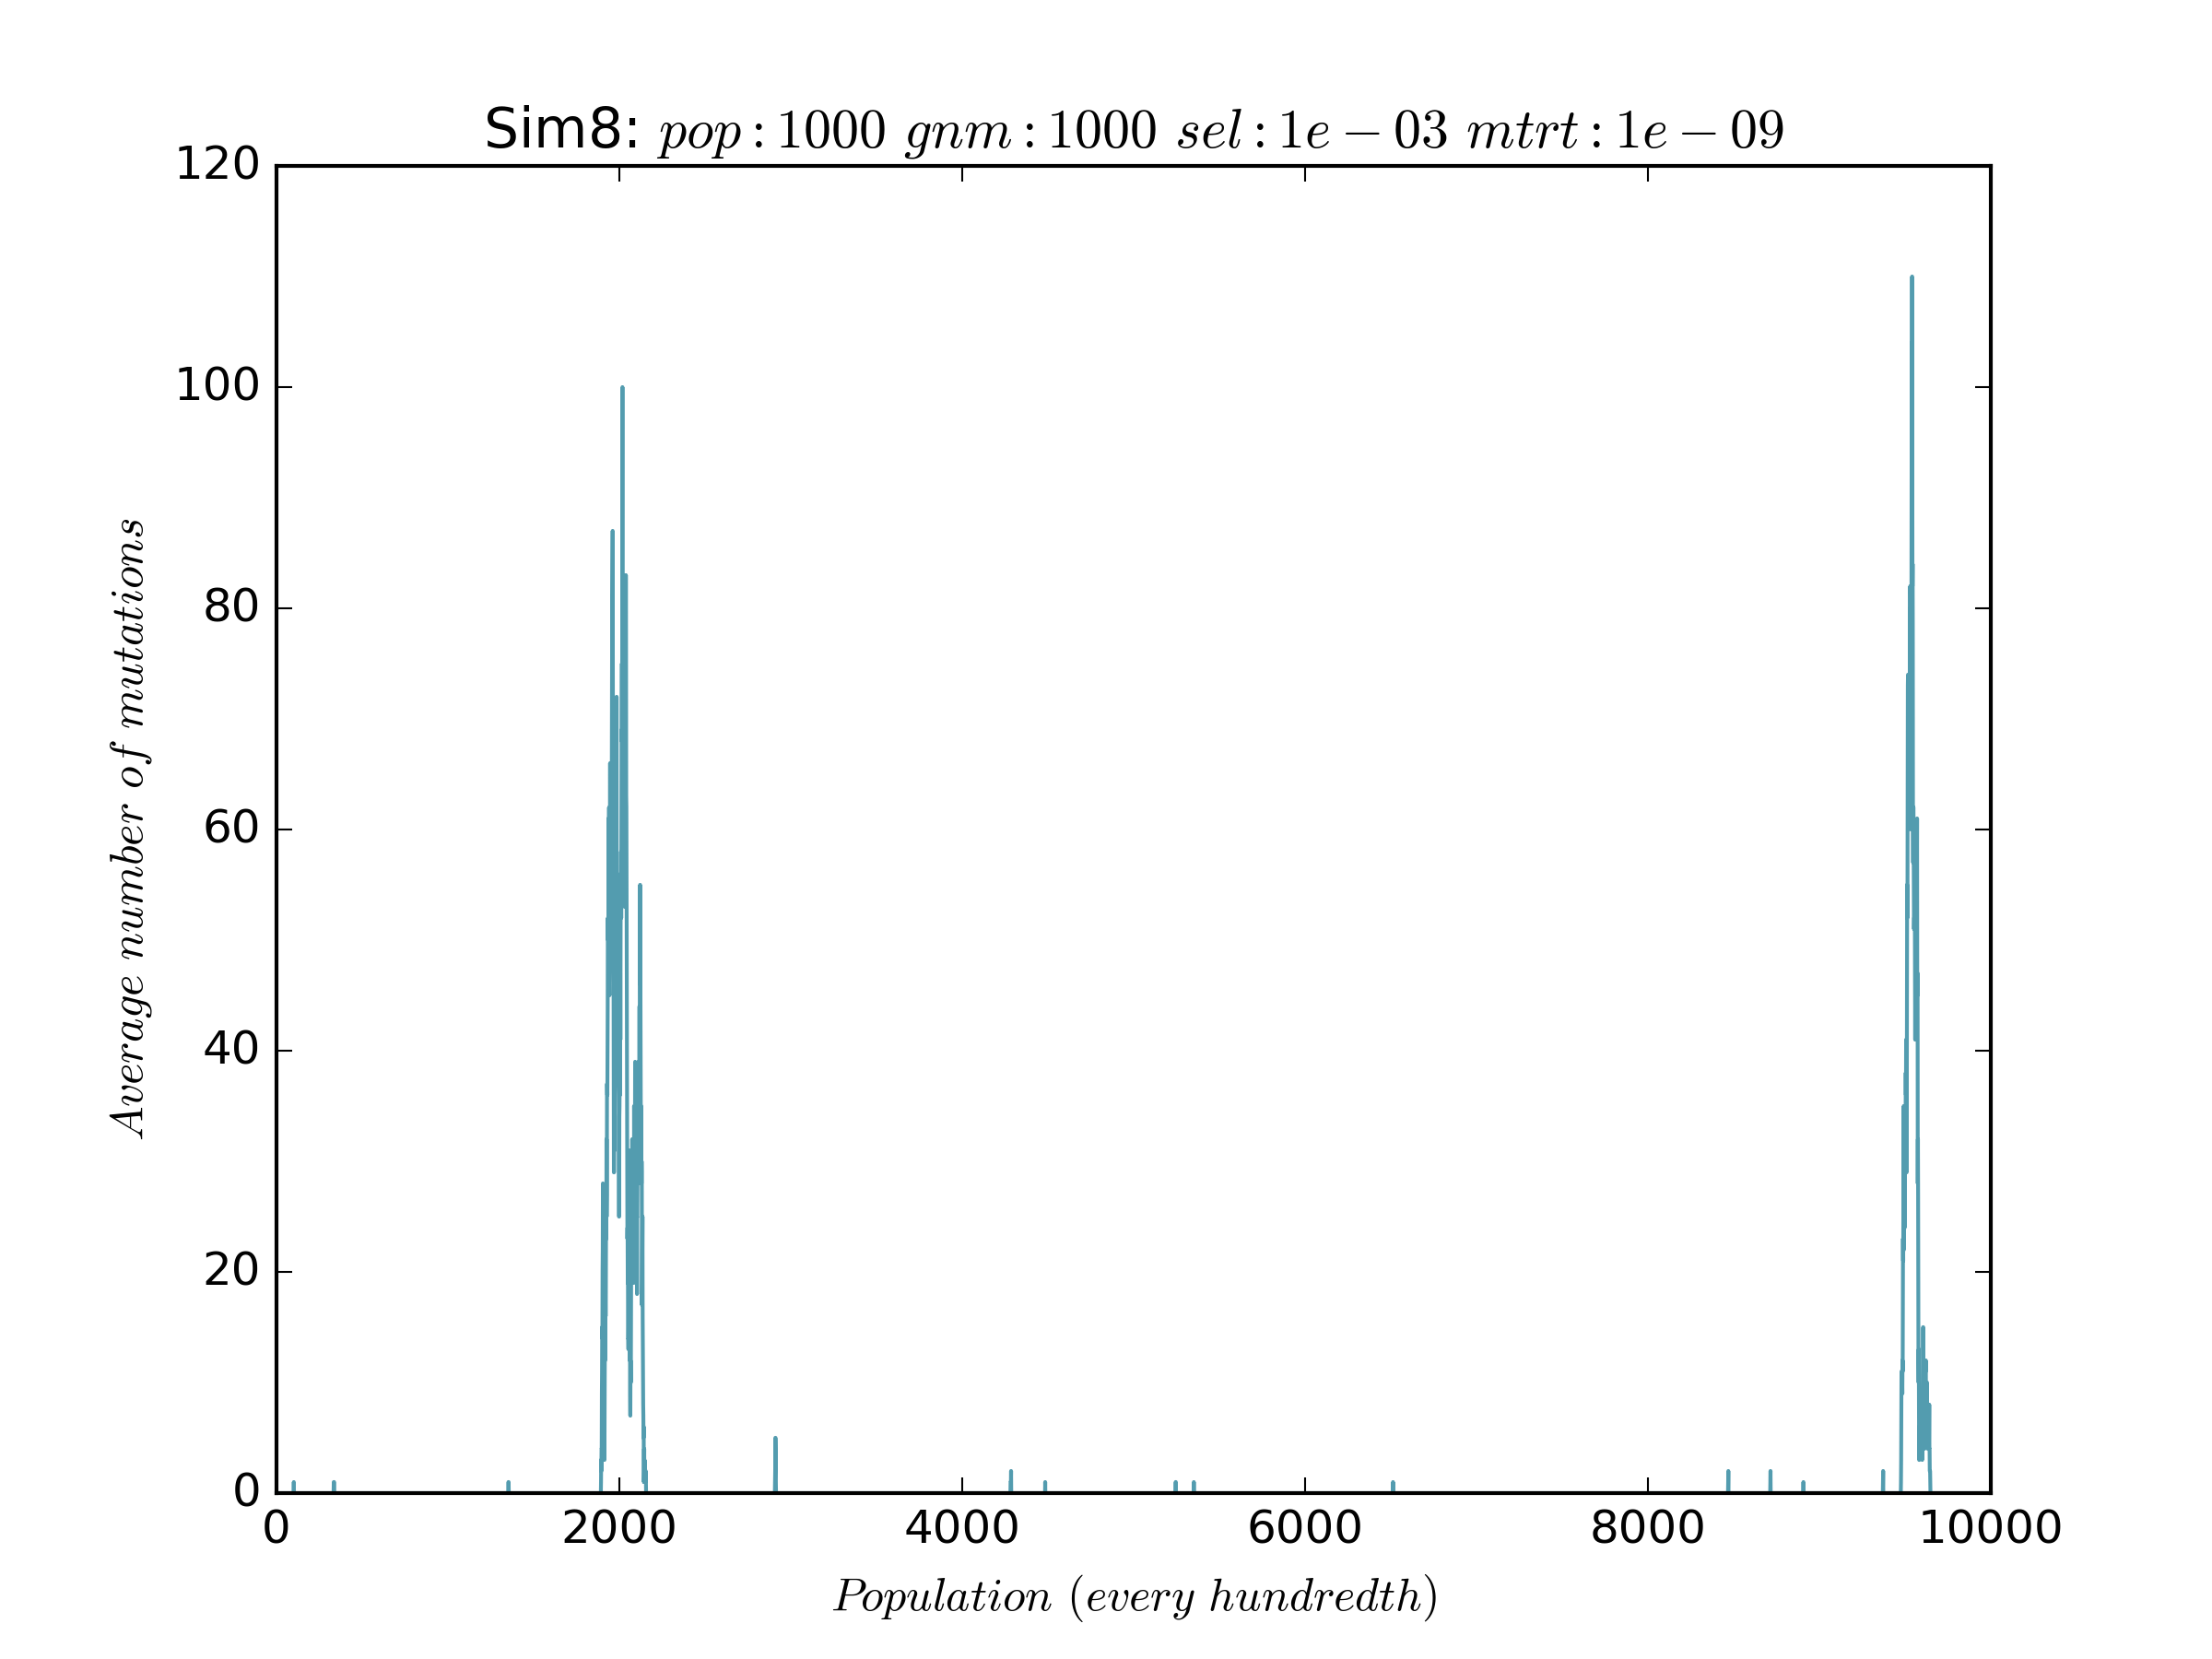 Sim8: pop : 1000 gnm : 1000 sel : 1e − 03 mtrt : 1e − 09
120
100
80
60
40
20
0
Average number of mutations
0 2000 4000 6000 8000 10000
Population (every hundredth)